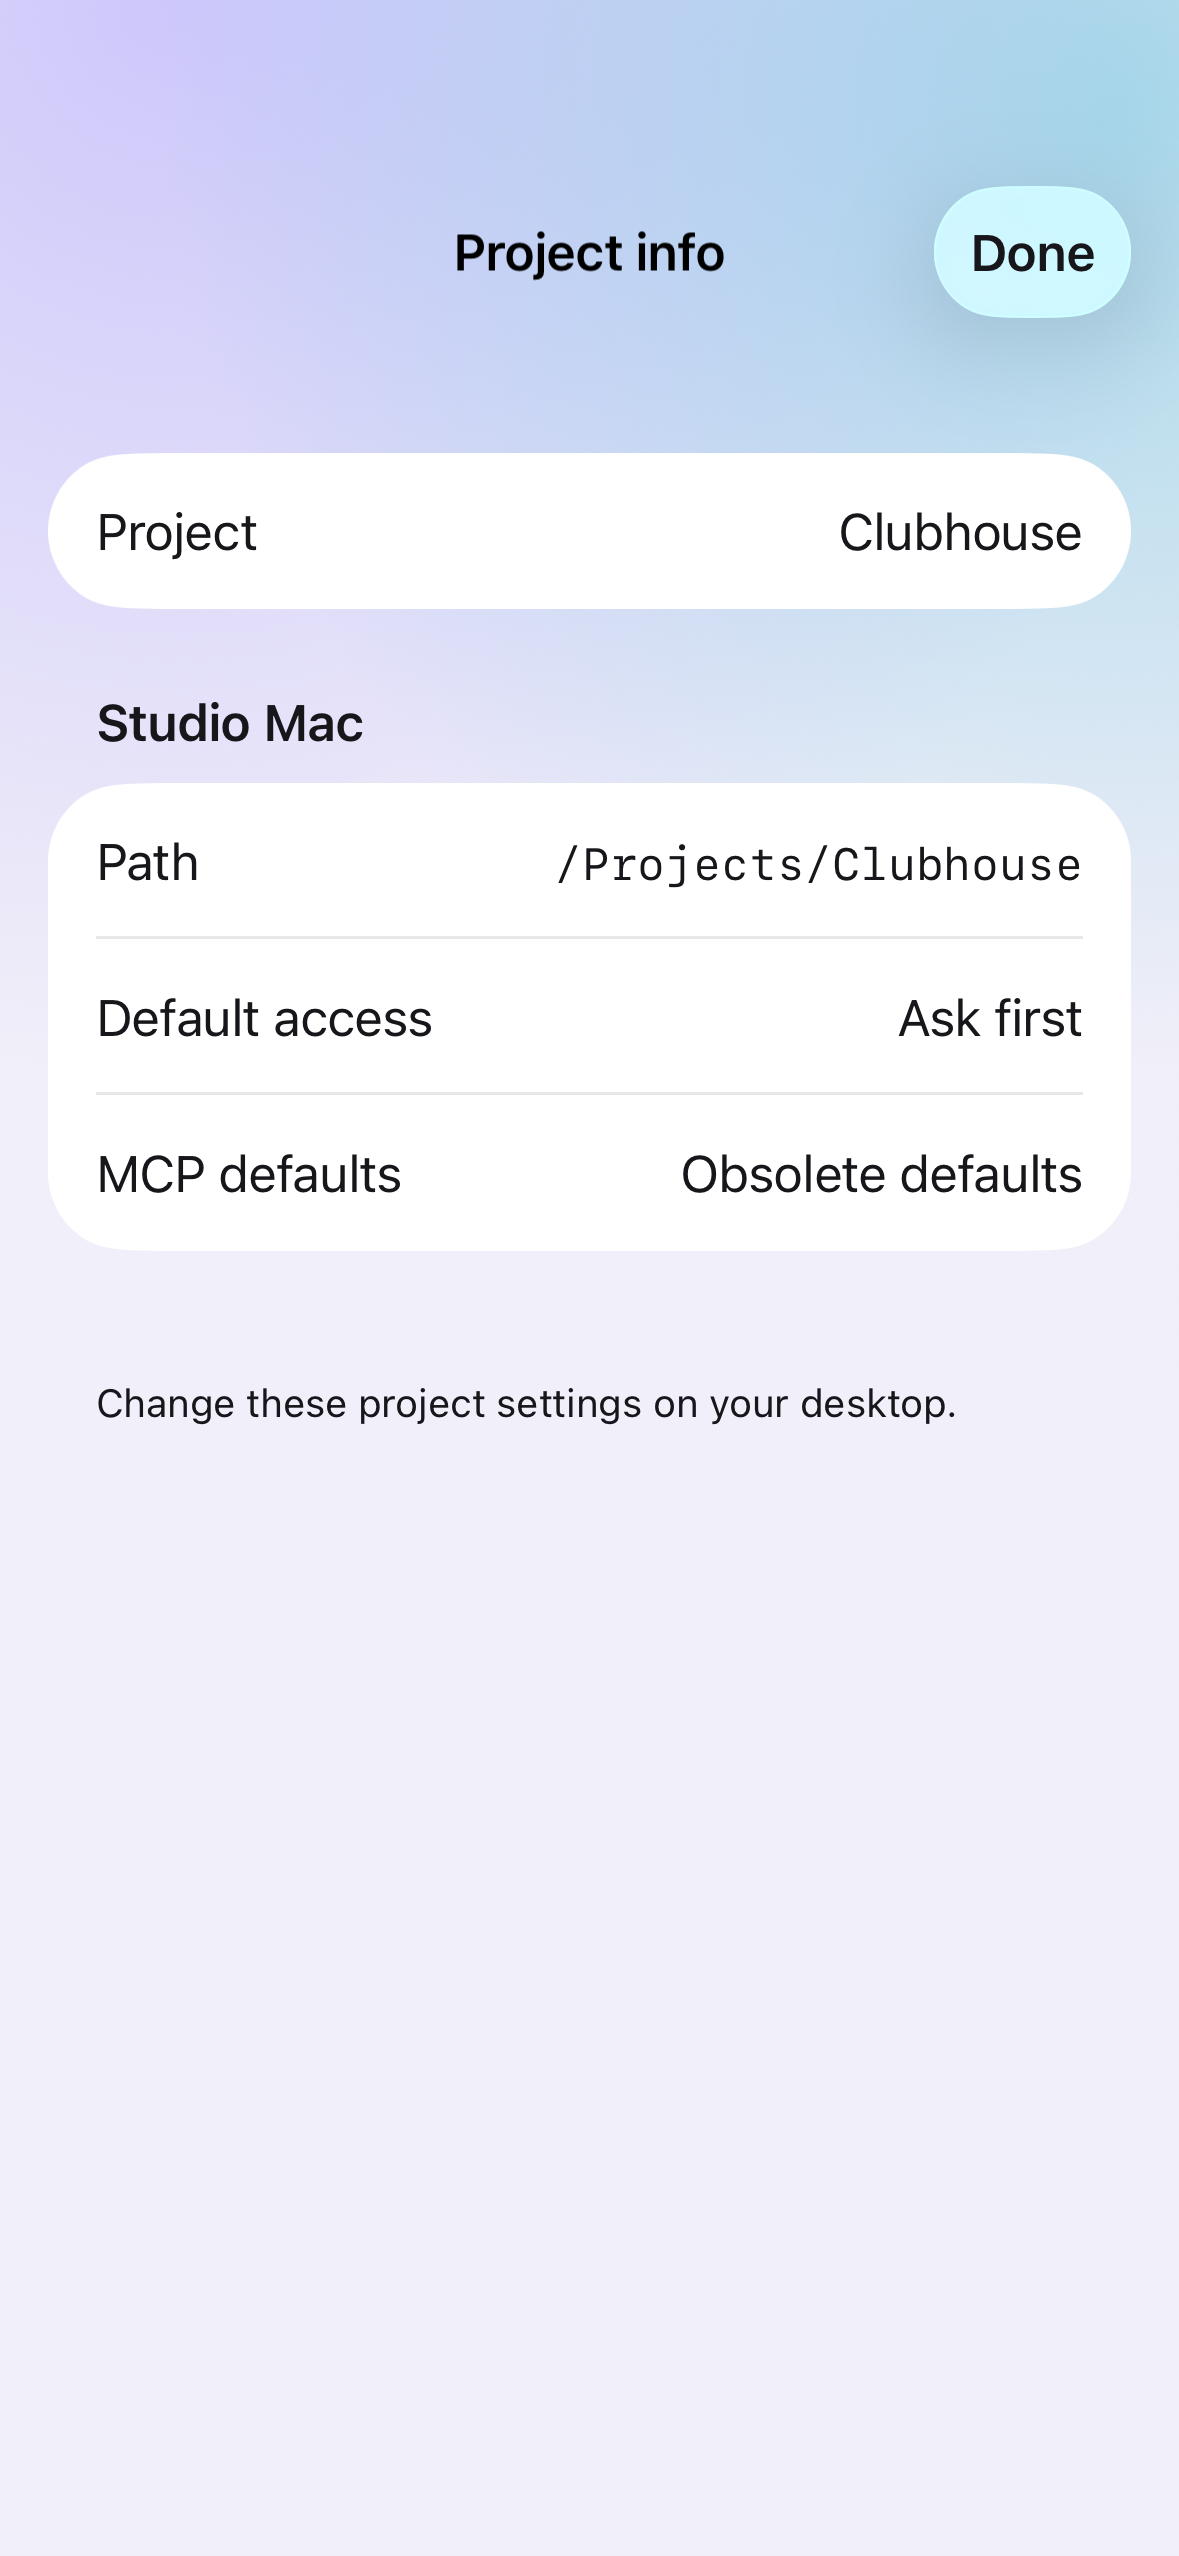 Project info
Done
Project
Clubhouse
Studio Mac
Path
/Projects/Clubhouse
Default access
Ask first
MCP defaults
Obsolete defaults
Change these project settings on your desktop.